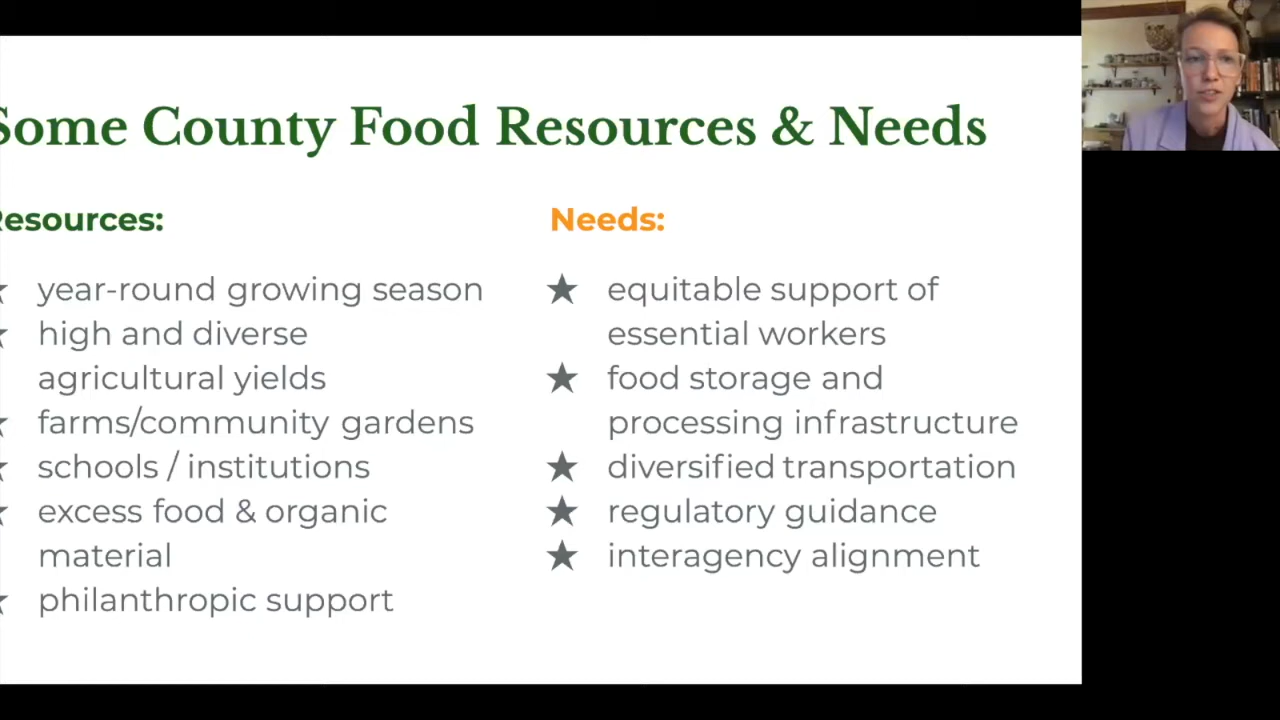 Some County Food Resources & Needs
Resources:
year-round growing season
high and diverse
agricultural yields
farms/community gardens
schools / institutions
excess food & organic
material
philanthropic support
Needs:
equitable support of
essential workers
food storage and
processing infrastructure
diversified transportation
regulatory guidance
interagency alignment